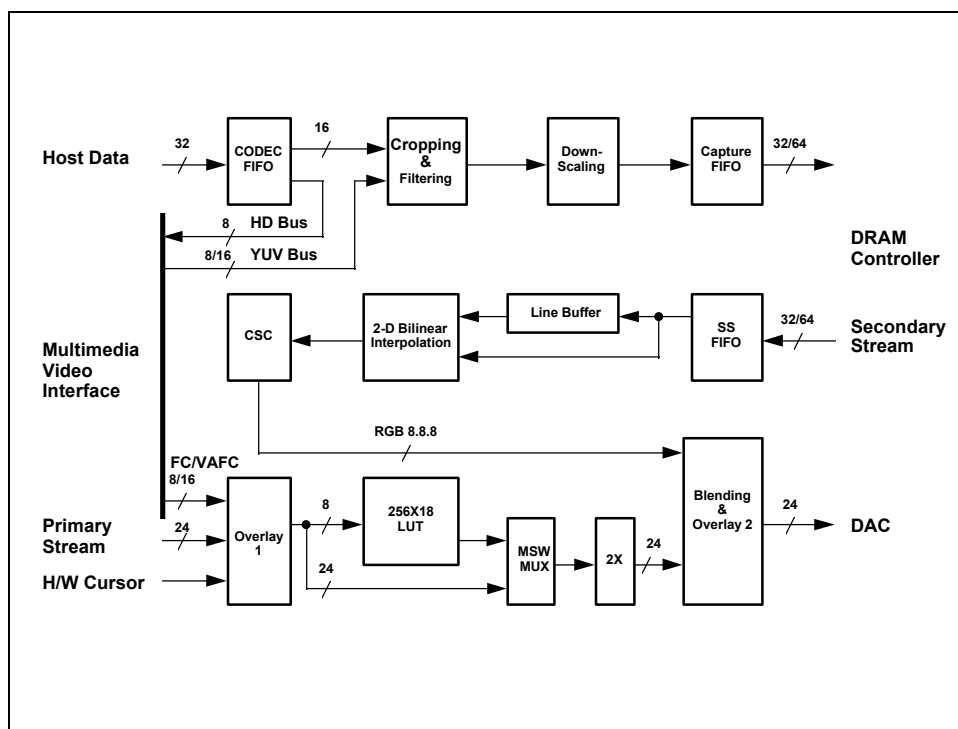 Host Data
32
CODEC
FIFO
16
Cropping
&
Filtering
Down-
Scaling
Capture
FIFO
32/64
8
HD Bus
8/16
YUV Bus
DRAM
Controller
Multimedia
Video
Interface
CSC
2-D Bilinear
Interpolation
Line Buffer
SS
FIFO
32/64
Secondary
Stream
RGB 8.8.8
FC/VAFC
8/16
Primary
Stream
24
H/W Cursor
Overlay
1
8
24
256X18
LUT
MSW
MUX
2X
24
Blending
&
Overlay 2
24
DAC